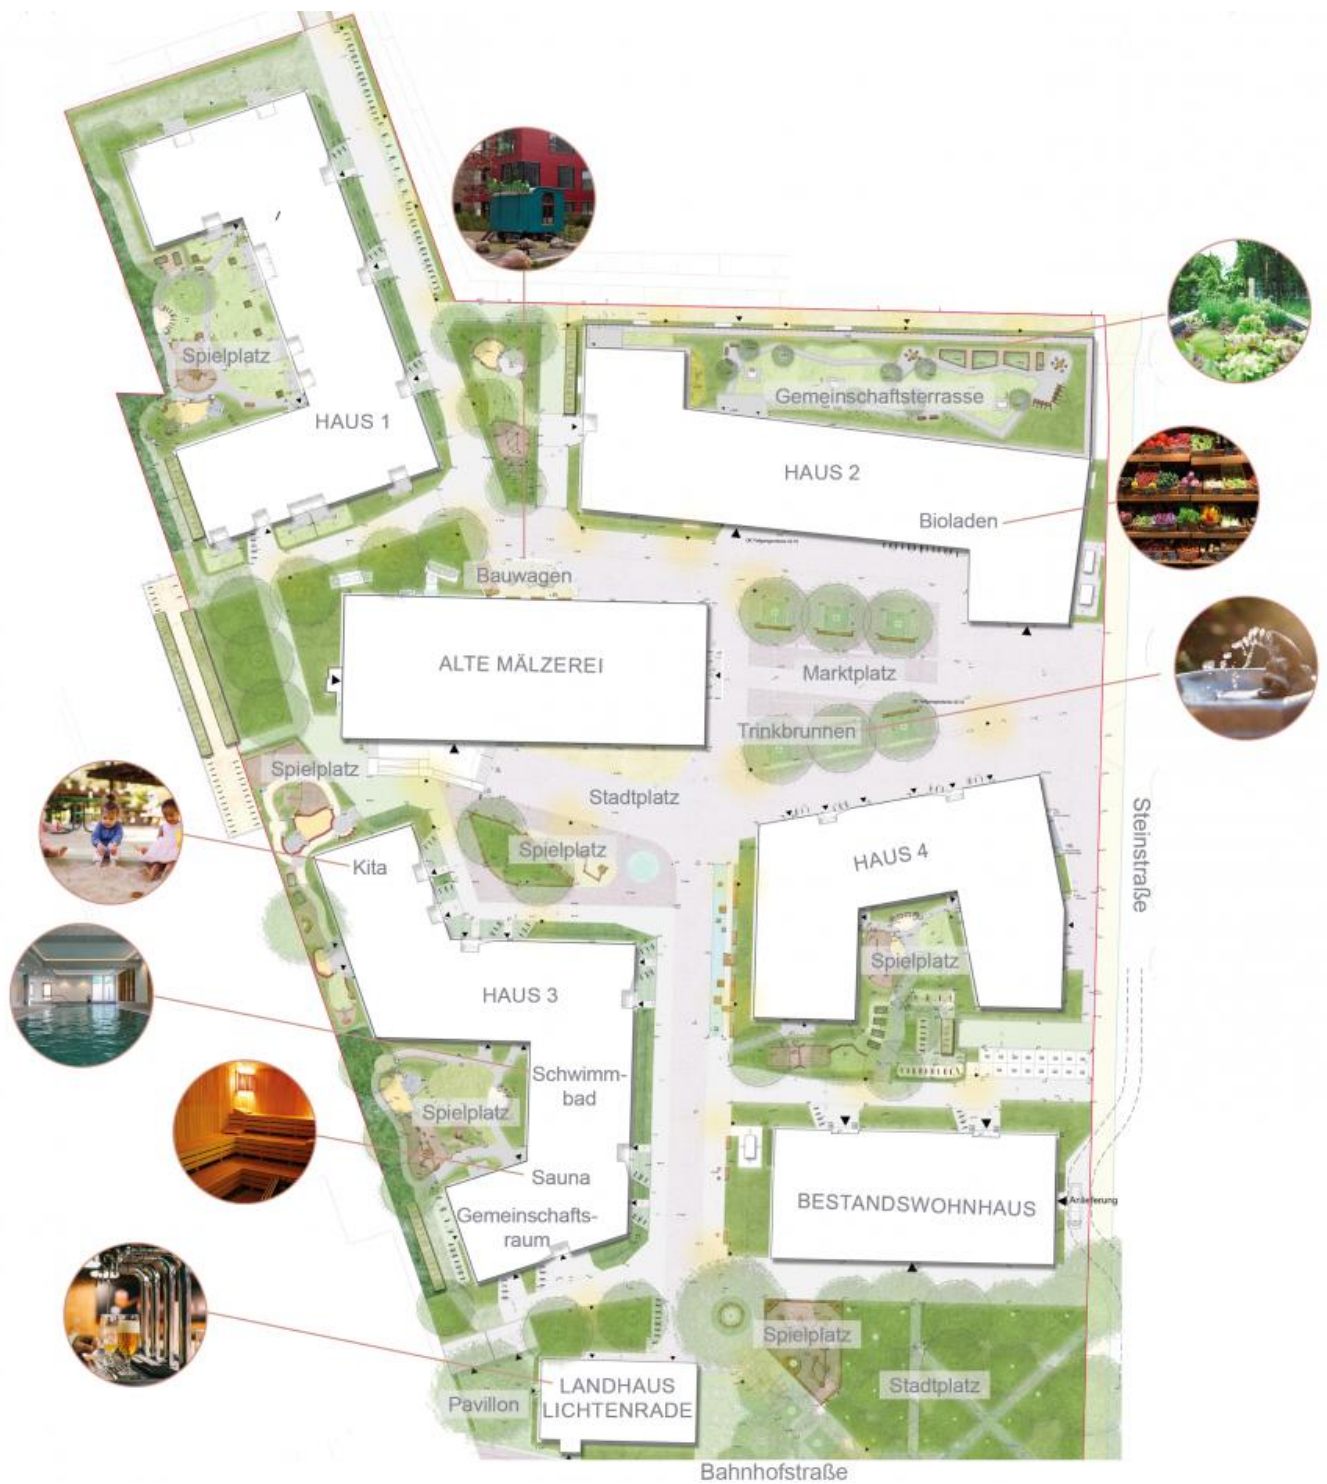 Spielplatz
HAUS 1
Gemeinschaftsterrasse
HAUS 2
Bioladen
Bauwagen
ALTE MÄLZEREI
Marktplatz
Trinkbrunnen
Spielplatz
Stadtplatz
Steinstraße
Spielplatz
HAUS 4
Kita
Spielplatz
HAUS 3
Schwimm-
bad
Spielplatz
Sauna
Gemeinschafts-
raum
BESTANDSWOHNHAUS
Anlieferung
Spielplatz
Stadtplatz
LANDHAUS
LICHTENRADE
Pavillon
Bahnhofstraße